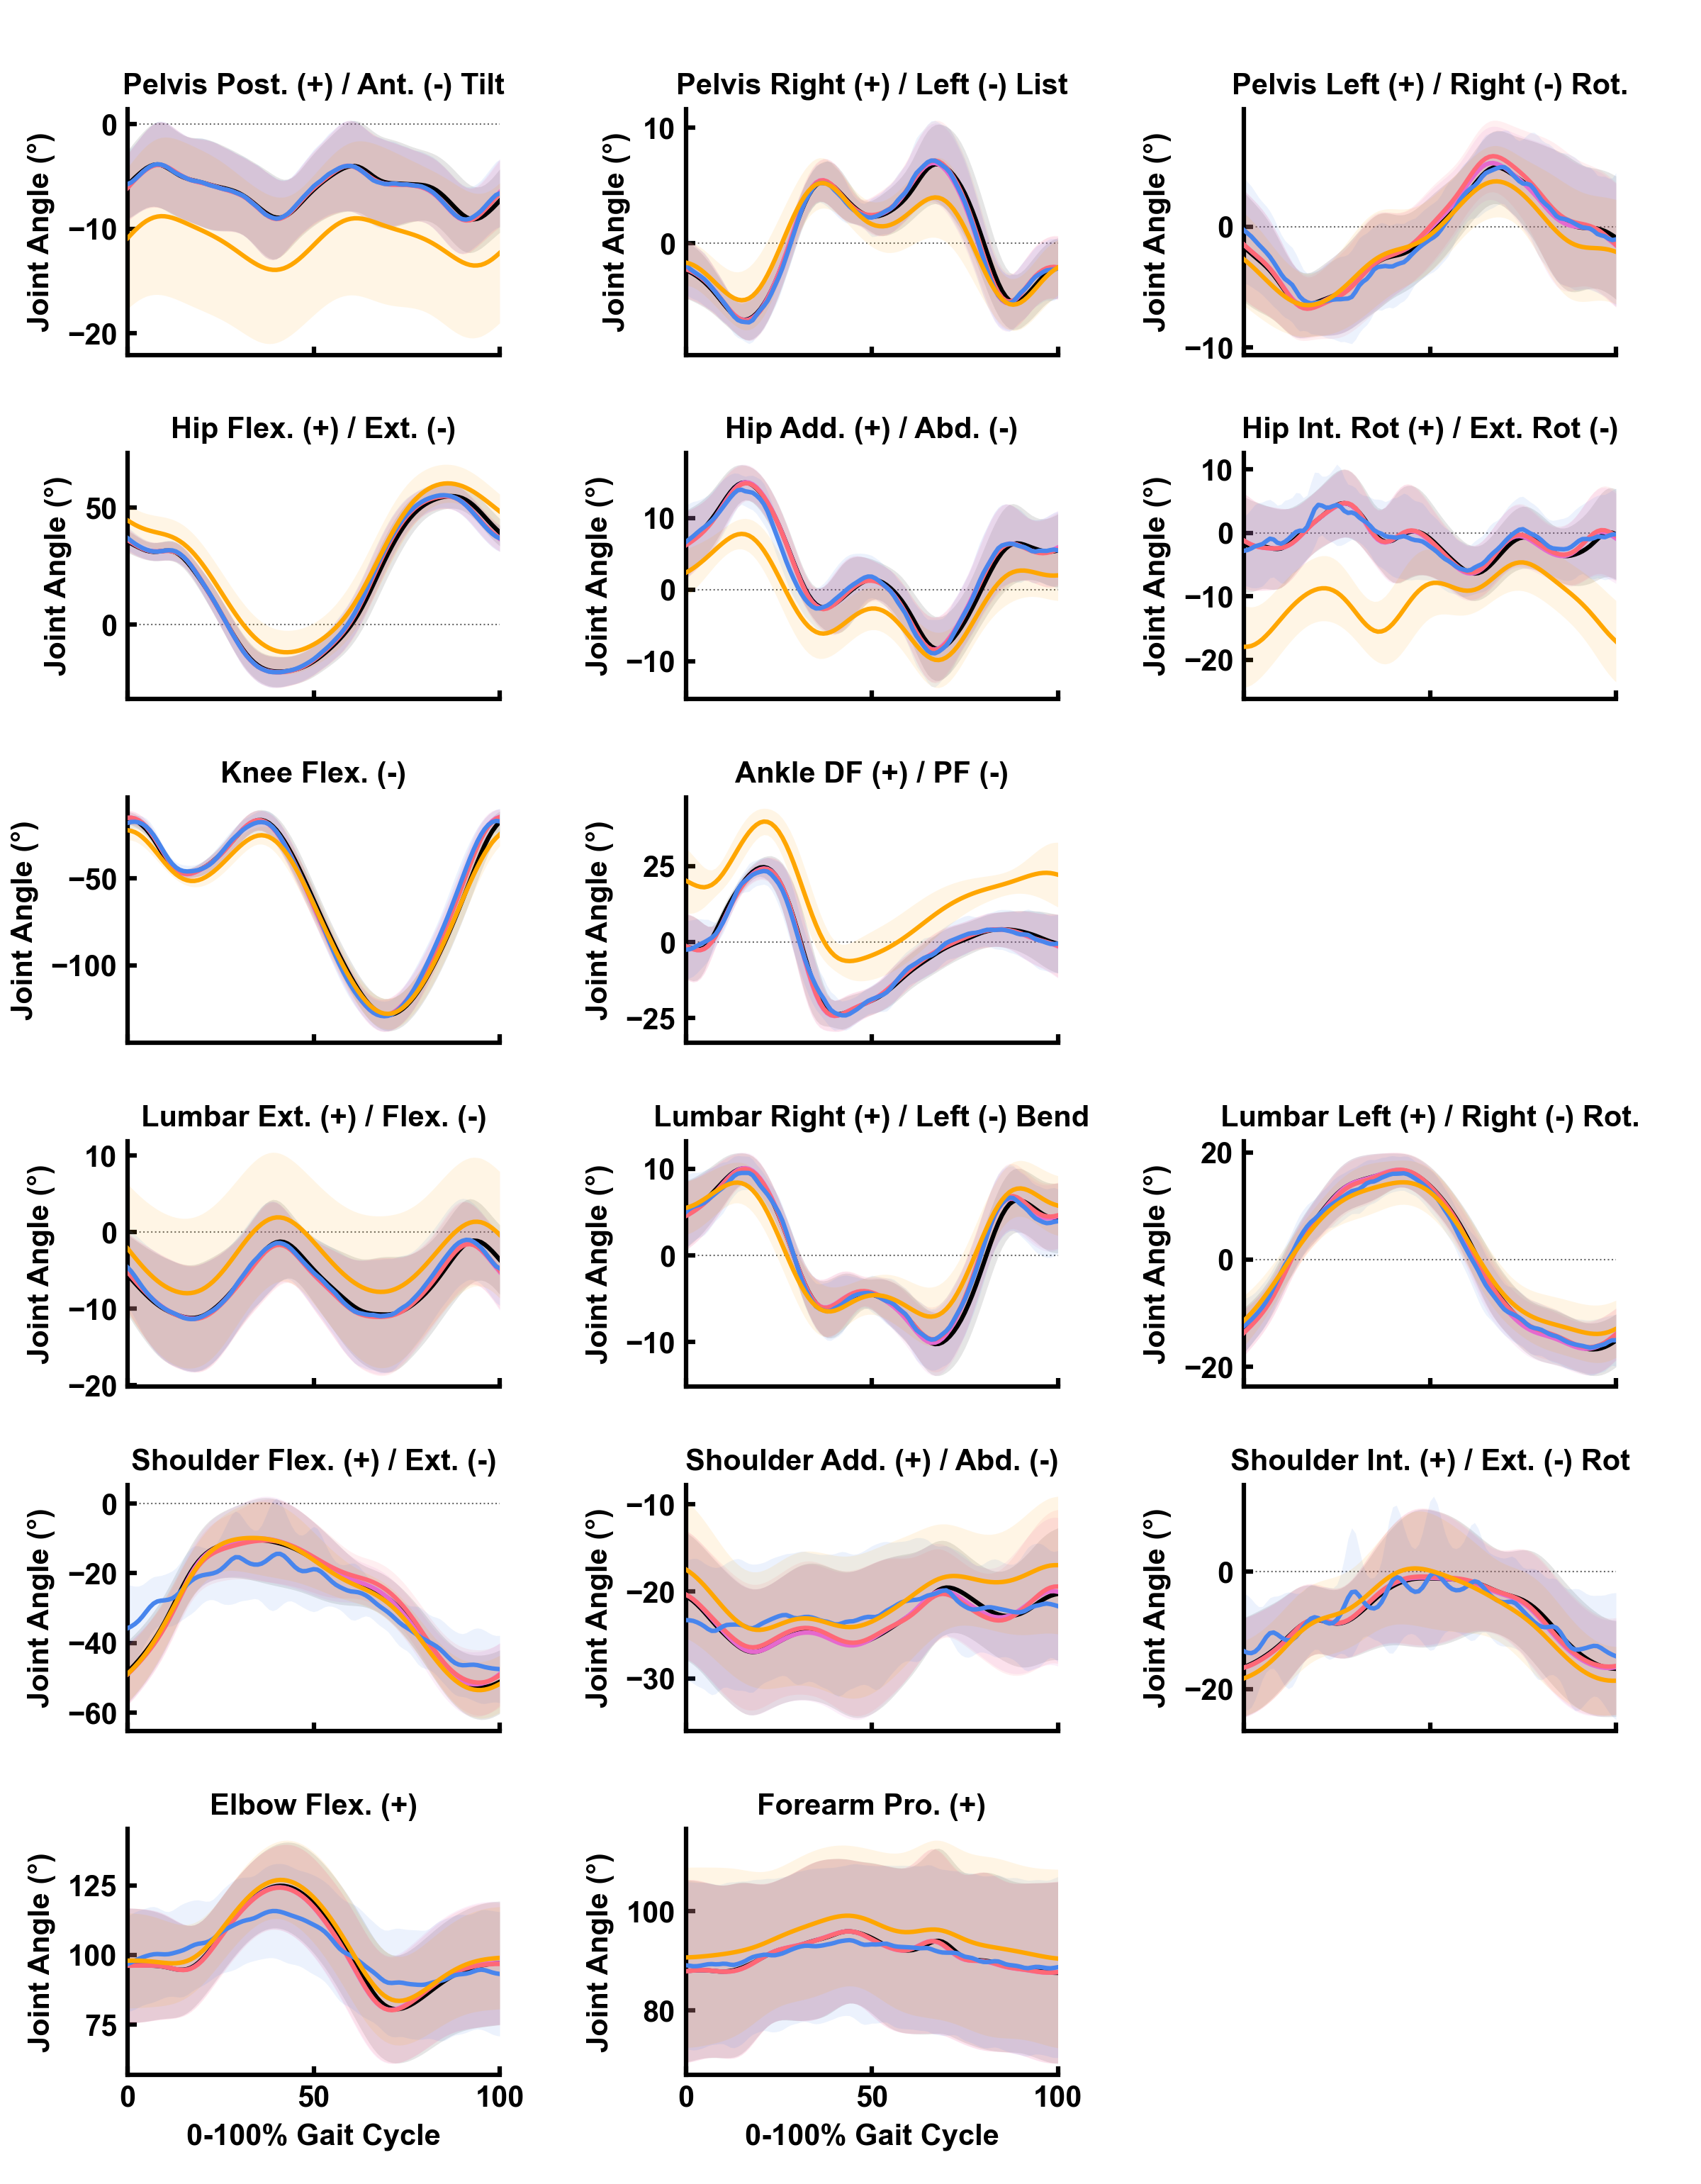 Pelvis Post. (+) / Ant. (-) Tilt
Joint Angle (°)
0
−10
−20
Pelvis Right (+) / Left (-) List
Joint Angle (°)
10
0
Pelvis Left (+) / Right (-) Rot.
Joint Angle (°)
0
−10
Hip Flex. (+) / Ext. (-)
Joint Angle (°)
50
0
Hip Add. (+) / Abd. (-)
Joint Angle (°)
10
0
−10
Hip Int. Rot (+) / Ext. Rot (-)
Joint Angle (°)
10
0
−10
−20
Knee Flex. (-)
Joint Angle (°)
−50
−100
Ankle DF (+) / PF (-)
Joint Angle (°)
25
0
−25
Lumbar Ext. (+) / Flex. (-)
Joint Angle (°)
10
0
−10
−20
Lumbar Right (+) / Left (-) Bend
Joint Angle (°)
10
0
−10
Lumbar Left (+) / Right (-) Rot.
Joint Angle (°)
20
0
−20
Shoulder Flex. (+) / Ext. (-)
Joint Angle (°)
0
−20
−40
−60
Shoulder Add. (+) / Abd. (-)
Joint Angle (°)
−10
−20
−30
Shoulder Int. (+) / Ext. (-) Rot
Joint Angle (°)
0
−20
Elbow Flex. (+)
Joint Angle (°)
125
100
75
0 50 100
0-100% Gait Cycle
Forearm Pro. (+)
Joint Angle (°)
100
80
0 50 100
0-100% Gait Cycle